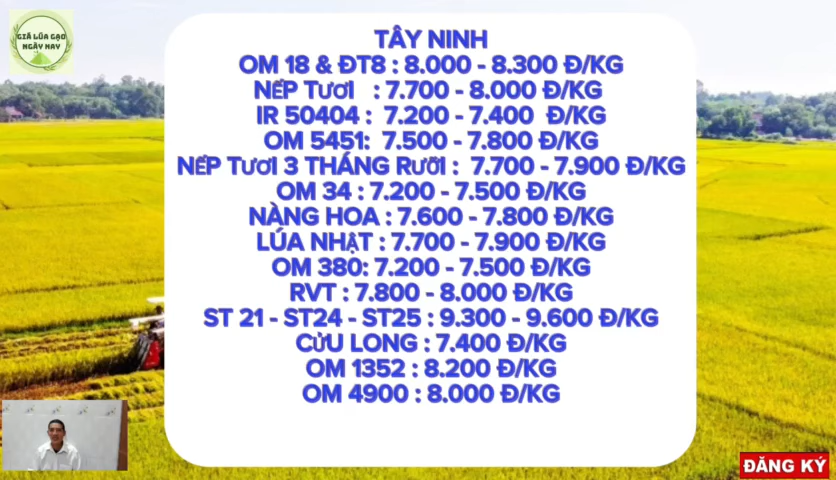 GIÁ LÚA GẠO
NGÀY NAY
TÂY NINH
OM 18 & ĐT8 : 8.000 - 8.300 Đ/KG
NẾP TươI : 7.700 - 8.000 Đ/KG
IR 50404 : 7.200 - 7.400 Đ/KG
OM 5451: 7.500 - 7.800 Đ/KG
NẾP TươI 3 THÁNG RưỡI : 7.700 - 7.900 Đ/KG
OM 34 : 7.200 - 7.500 Đ/KG
NÀNG HOA : 7.600 - 7.800 Đ/KG
LÚA NHậT : 7.700 - 7.900 Đ/KG
OM 380: 7.200 - 7.500 Đ/KG
RVT : 7.800 - 8.000 Đ/KG
ST 21 - ST24 - ST25 : 9.300 - 9.600 Đ/KG
CửU LONG : 7.400 Đ/KG
OM 1352 : 8.200 Đ/KG
OM 4900 : 8.000 Đ/KG
ĐĂNG KÝ